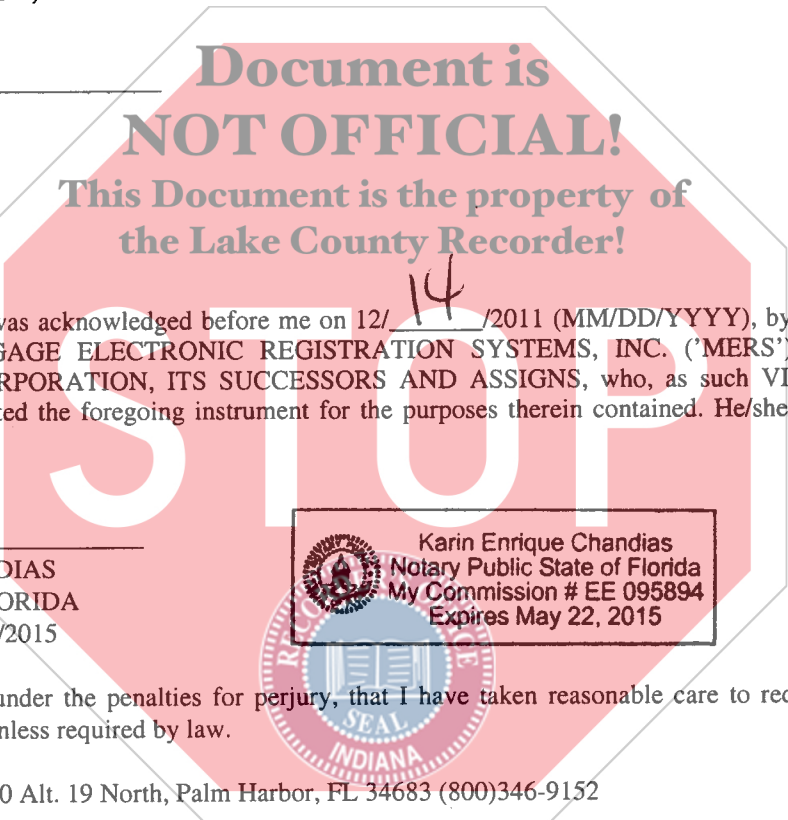 Document is
NOT OFFICIAL!
This Document is the property of
the Lake County Recorder!
STOP
was acknowledged before me on 12/ 14 /2011 (MM/DD/YYYY), by
GAGE ELECTRONIC REGISTRATION SYSTEMS, INC. ('MERS')
RPORATION, ITS SUCCESSORS AND ASSIGNS, who, as such VI
ted the foregoing instrument for the purposes therein contained. He/she
Karin Enrique Chandias
Notary Public State of Florida
My Commission # EE 095894
Expires May 22, 2015
DIAS
ORIDA
/2015
RECORDER'S OFFICE
SEAL
INDIANA
under the penalties for perjury, that I have taken reasonable care to red
nless required by law.
0 Alt. 19 North, Palm Harbor, FL 34683 (800)346-9152